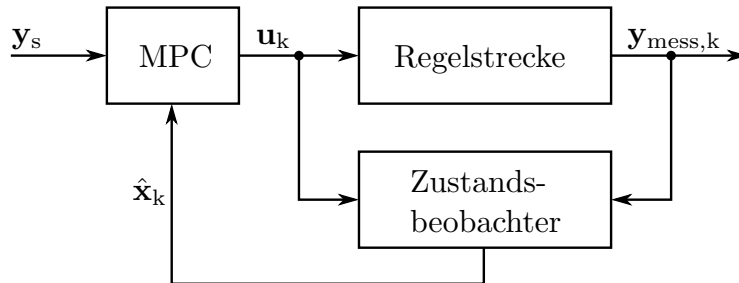 y_s
MPC
u_k
Regelstrecke
y_mess,k
x̂_k
Zustands-
beobachter